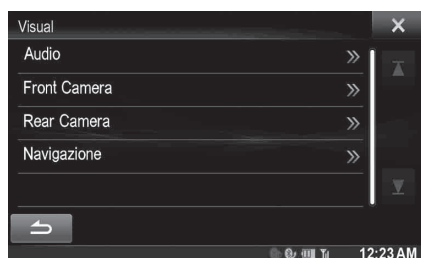 Visual
Audio
Front Camera
Rear Camera
Navigazione
12:23 AM